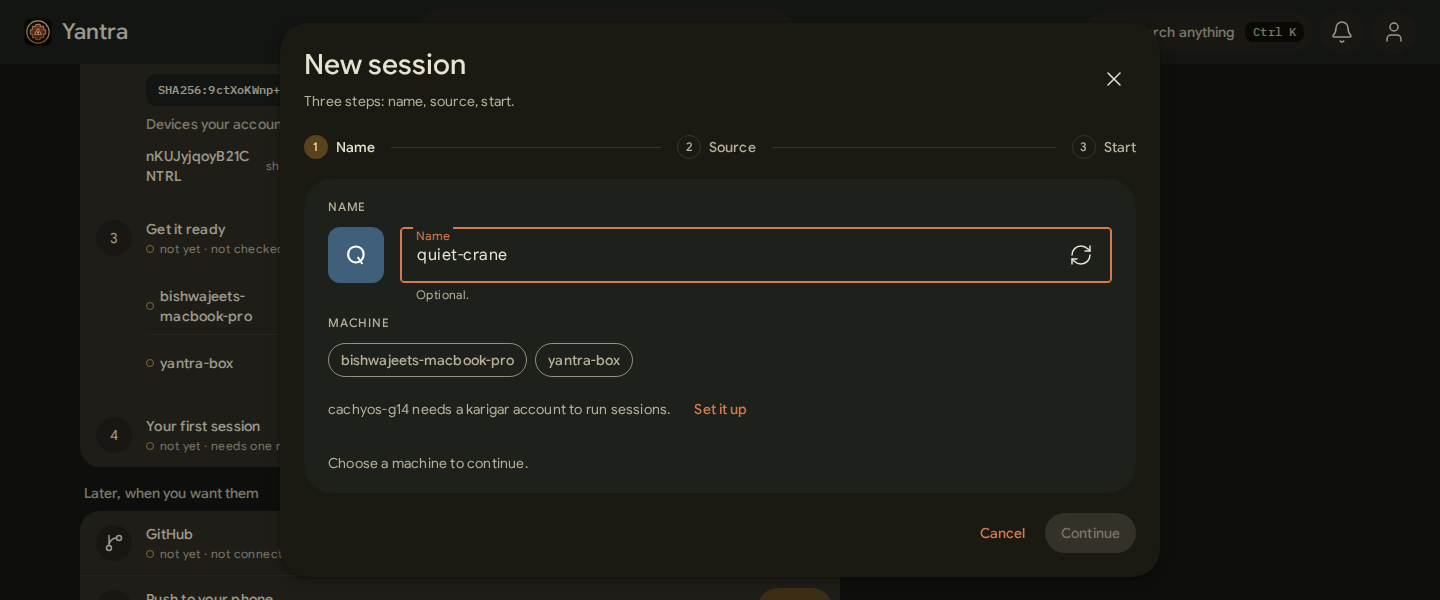 Yantra
rch anything
Ctrl K
SHA256:9ctXoKWnp+
Devices your accoun
nKUJyjqoyB21C
NTRL
sh
3
Get it ready
not yet · not checked
bishwajeets-
macbook-pro
yantra-box
4
Your first session
not yet · needs one
Later, when you want them
GitHub
not yet · not connect
Push to your phone
New session
Three steps: name, source, start.
1 Name
2 Source
3 Start
NAME
Q
Name
quiet-crane
Optional.
MACHINE
bishwajeets-macbook-pro
yantra-box
cachyos-g14 needs a karigar account to run sessions.
Set it up
Choose a machine to continue.
Cancel
Continue